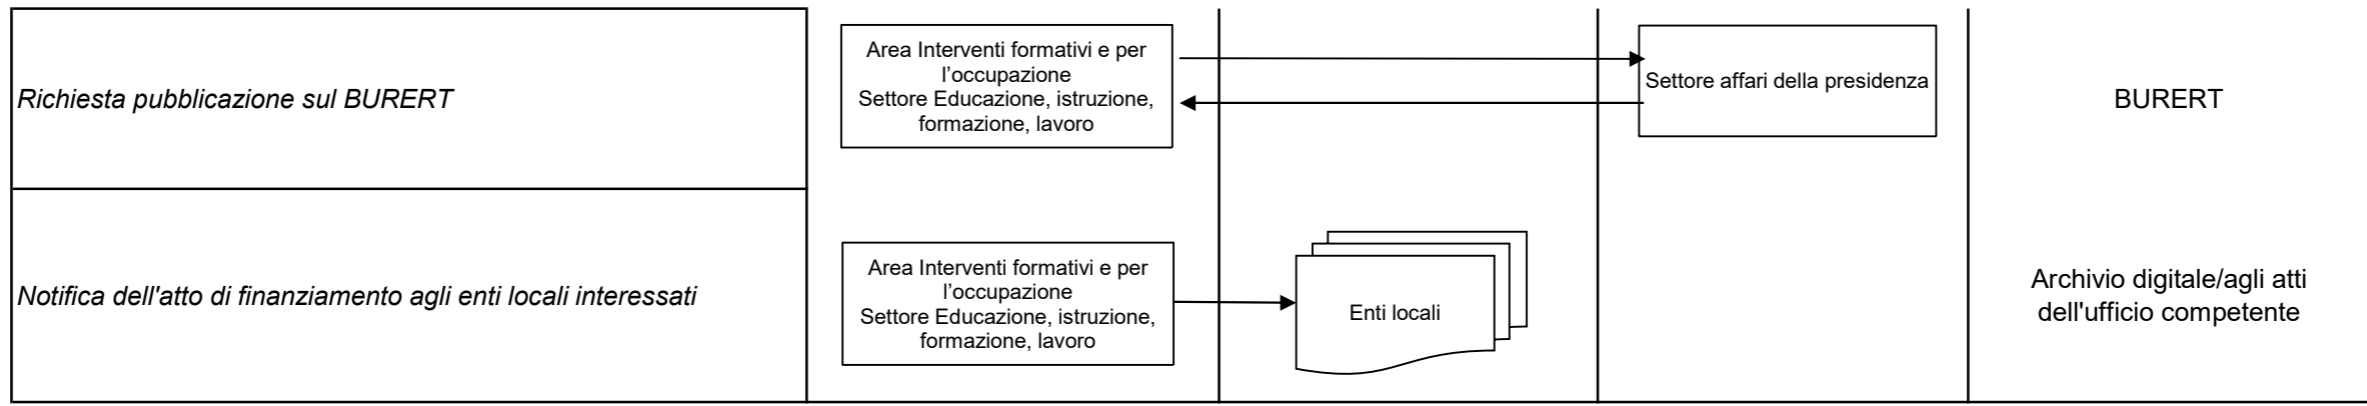 Richiesta pubblicazione sul BURERT
Area Interventi formativi e per
l’occupazione
Settore Educazione, istruzione,
formazione, lavoro
Settore affari della presidenza
BURERT
Notifica dell'atto di finanziamento agli enti locali interessati
Area Interventi formativi e per
l’occupazione
Settore Educazione, istruzione,
formazione, lavoro
Enti locali
Archivio digitale/agli atti
dell'ufficio competente